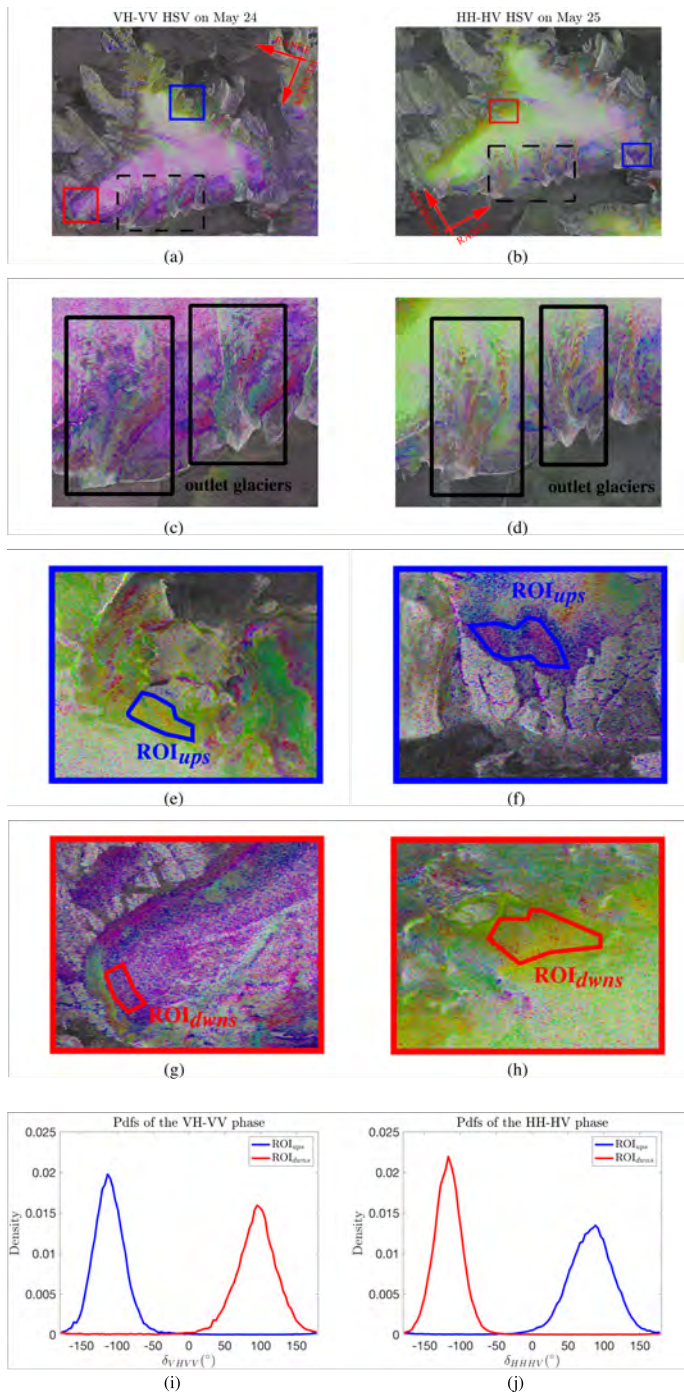 VH-VV HSV on May 24
HH-HV HSV on May 25
RANGE
AZIMUTH
AZIMUTH
RANGE
(a)
(b)
outlet glaciers
outlet glaciers
(c)
(d)
ROIups
ROIups
(e)
(f)
ROIdwns
ROIdwns
(g)
(h)
Pdfs of the VH-VV phase
0.025
0.02
0.015
0.01
0.005
0
Density
ROIups
ROIdwns
-150 -100 -50 0 50 100 150
δVHVV(°)
(i)
Pdfs of the HH-HV phase
0.025
0.02
0.015
0.01
0.005
0
Density
ROIups
ROIdwns
-150 -100 -50 0 50 100 150
δHHHV(°)
(j)